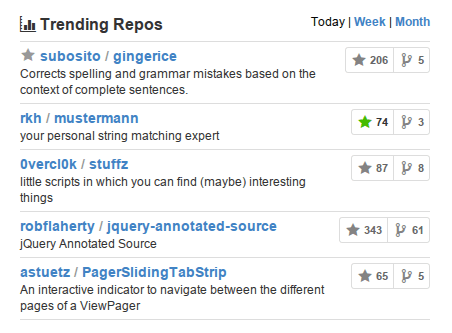 Trending Repos
Today | Week | Month
subosito / gingerice
206 5
Corrects spelling and grammar mistakes based on the
context of complete sentences.
rkh / mustermann
74 3
your personal string matching expert
0vercl0k / stuffz
87 8
little scripts in which you can find (maybe) interesting
things
robflaherty / jquery-annotated-source
343 61
jQuery Annotated Source
astuetz / PagerSlidingTabStrip
65 5
An interactive indicator to navigate between the different
pages of a ViewPager